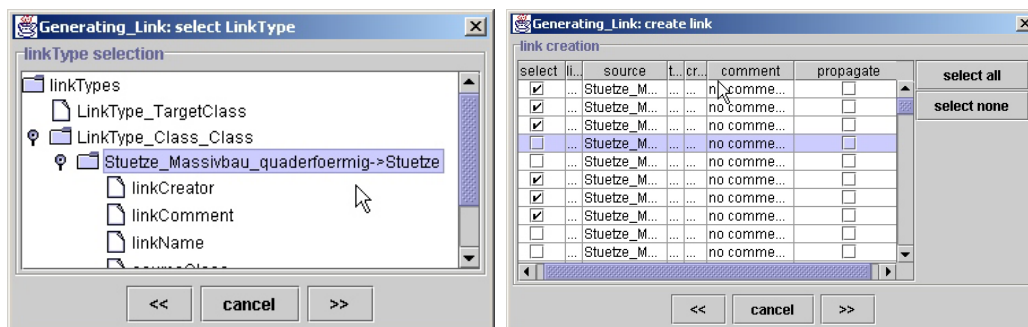 Generating_Link: select LinkType
linkType selection
linkTypes
LinkType_TargetClass
LinkType_Class_Class
Stuetze_Massivbau_quaderfoermig->Stuetze
linkCreator
linkComment
linkName
<< cancel >>
Generating_Link: create link
link creation
select li... source t... cr... comment propagate
... Stuetze_M... ... ... no comme...
... Stuetze_M... ... ... no comme...
... Stuetze_M... ... ... no comme...
... Stuetze_M... ... ... no comme...
... Stuetze_M... ... ... no comme...
... Stuetze_M... ... ... no comme...
... Stuetze_M... ... ... no comme...
... Stuetze_M... ... ... no comme...
... Stuetze_M... ... ... no comme...
... Stuetze_M... ... ... no comme...
select all
select none
<< cancel >>